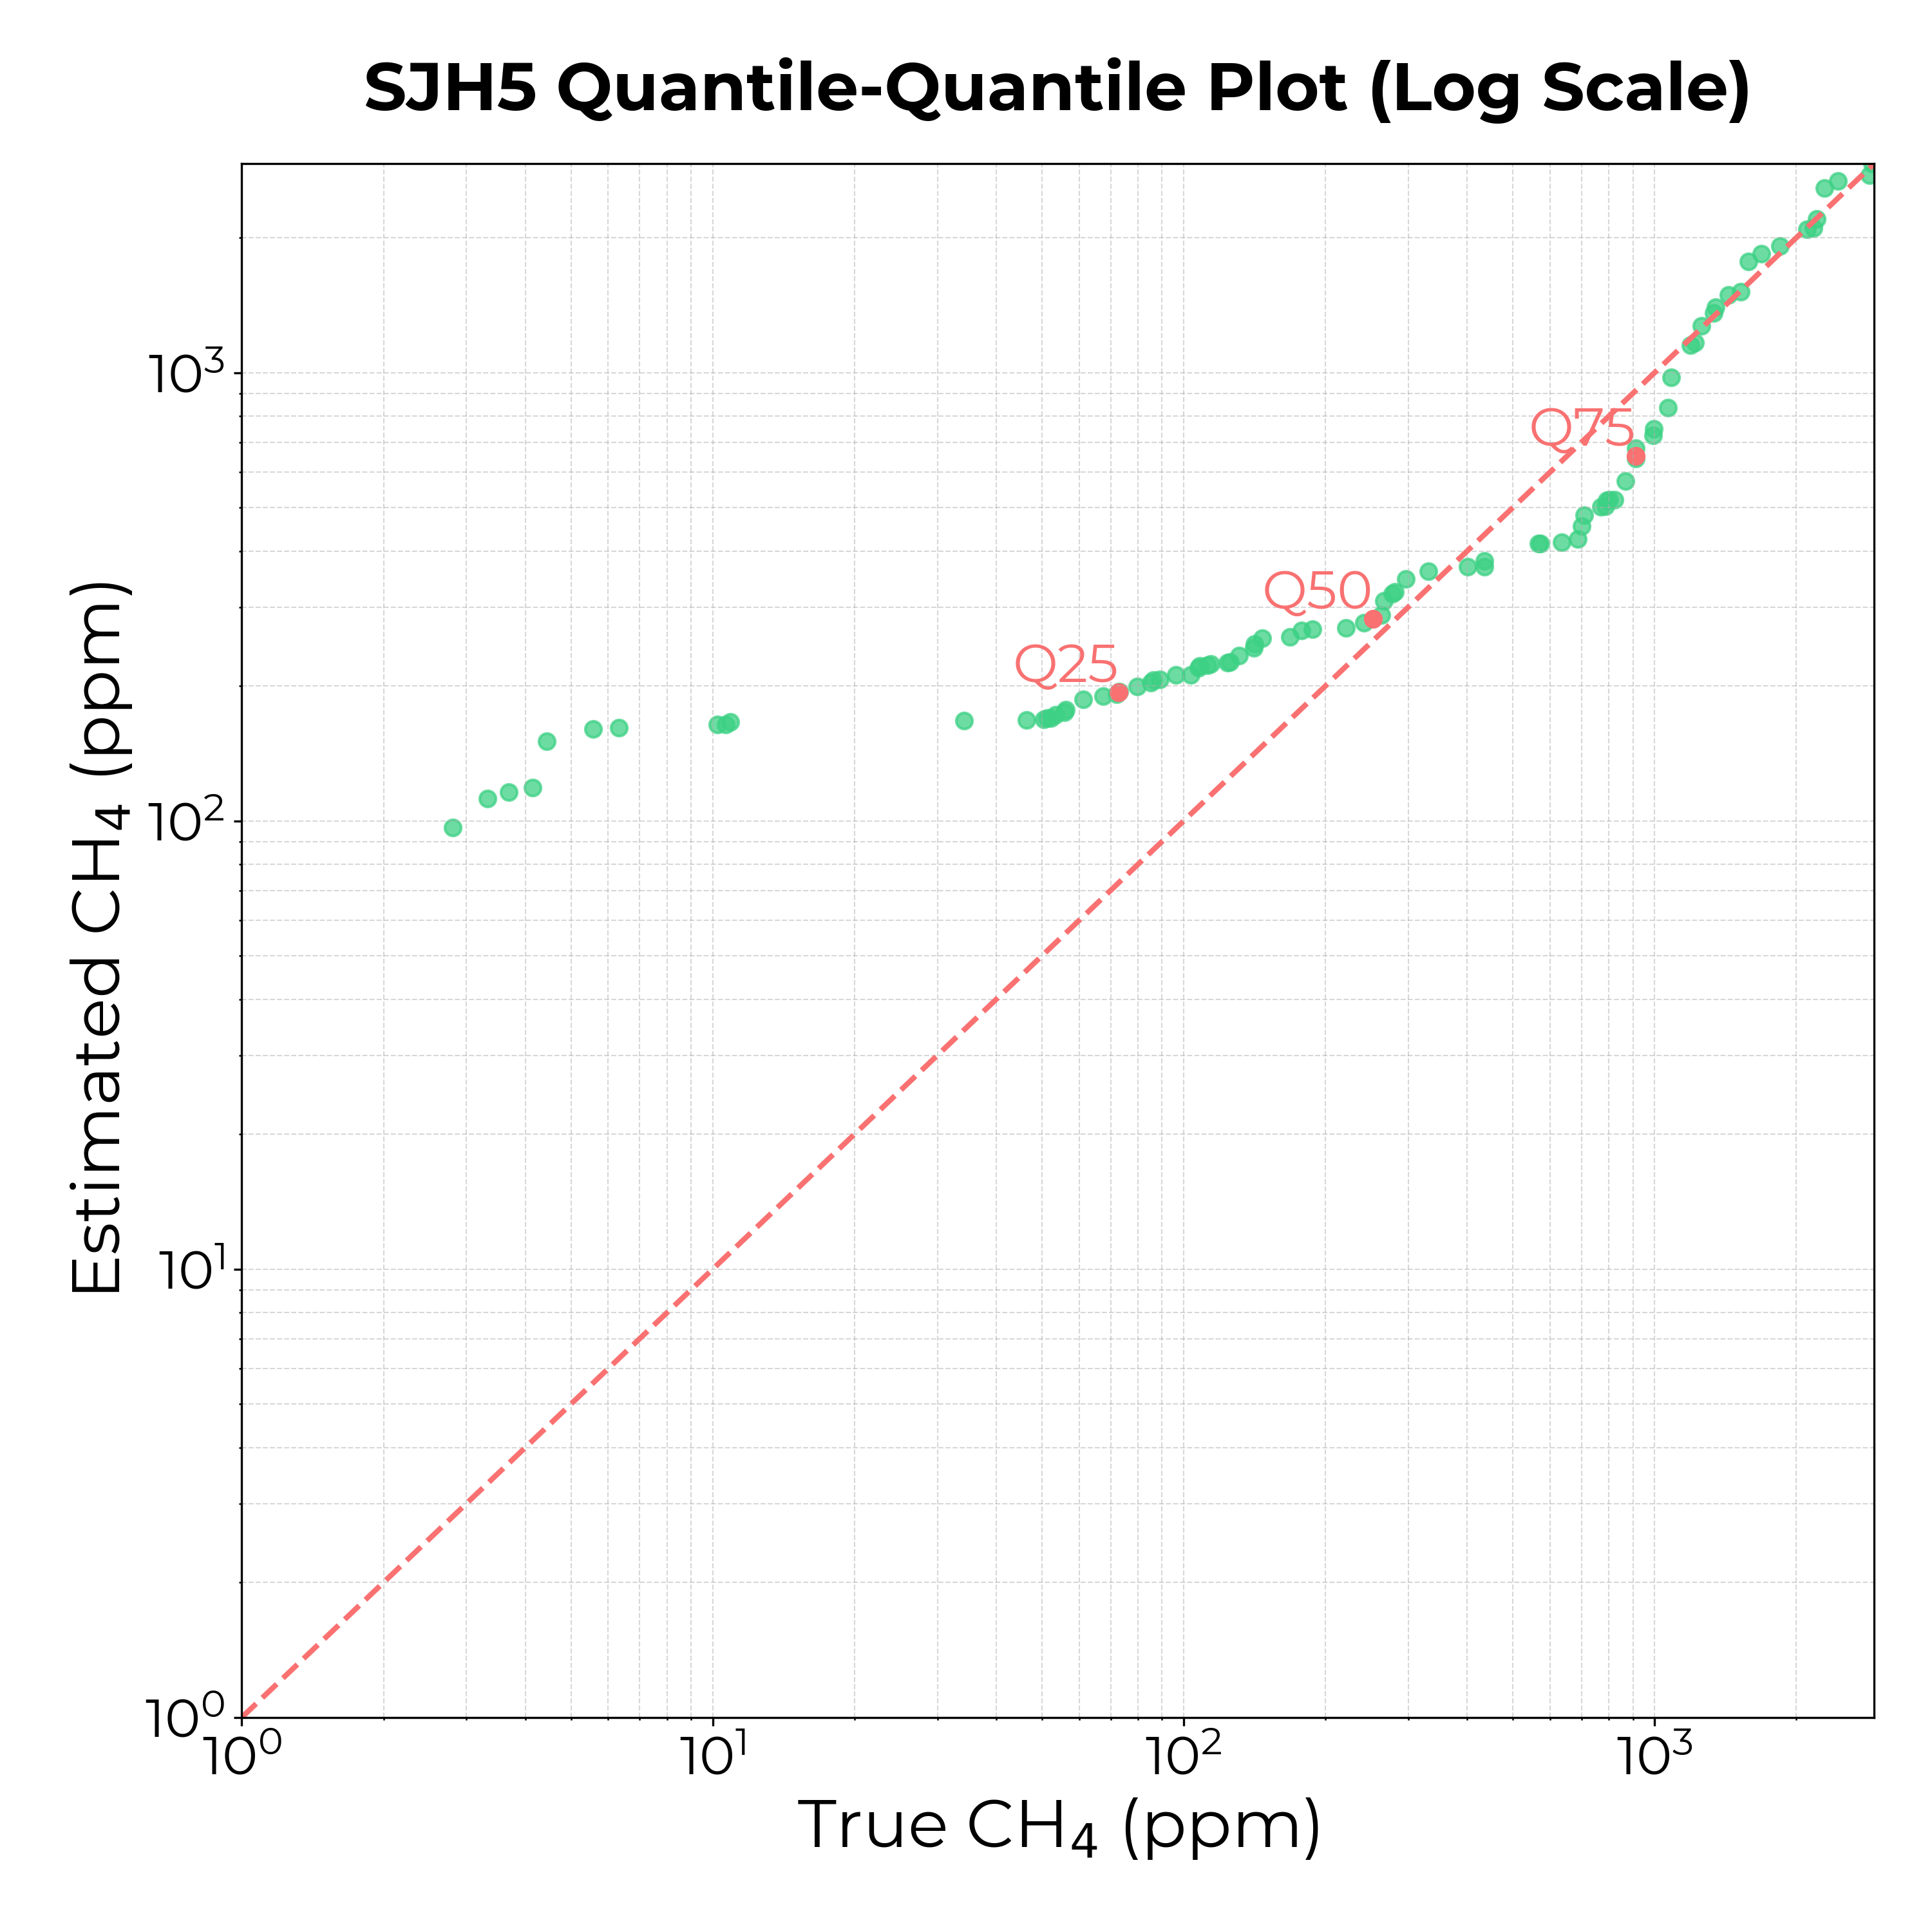 SJH5 Quantile-Quantile Plot (Log Scale)
Estimated CH₄ (ppm)
10³
10²
10¹
10⁰
Q75
Q50
Q25
10⁰ 10¹ 10² 10³
True CH₄ (ppm)